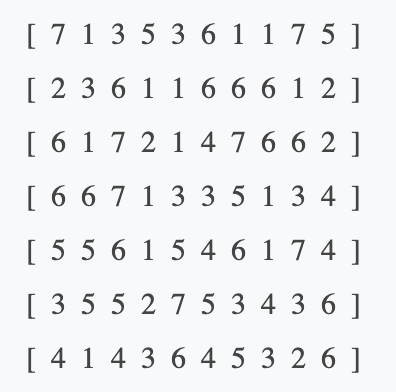 [ 7 1 3 5 3 6 1 1 7 5 ]
[ 2 3 6 1 1 6 6 6 1 2 ]
[ 6 1 7 2 1 4 7 6 6 2 ]
[ 6 6 7 1 3 3 5 1 3 4 ]
[ 5 5 6 1 5 4 6 1 7 4 ]
[ 3 5 5 2 7 5 3 4 3 6 ]
[ 4 1 4 3 6 4 5 3 2 6 ]